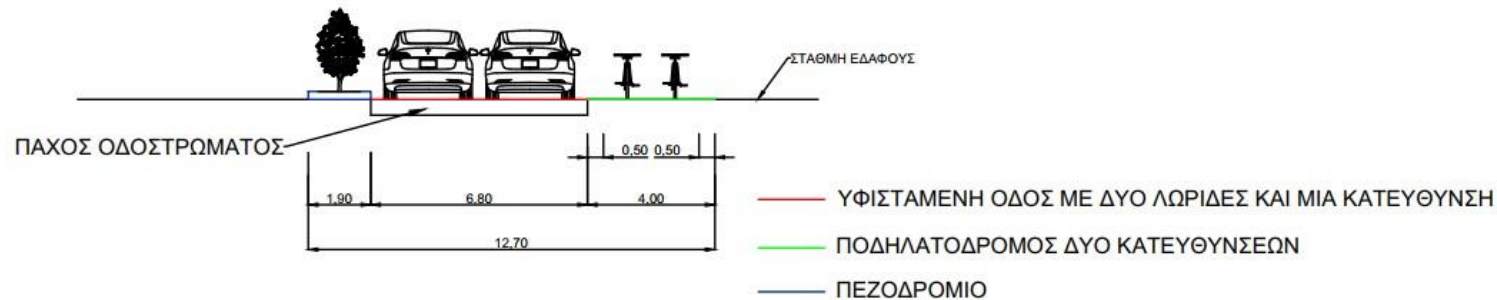 ΣΤΑΘΜΗ ΕΔΑΦΟΥΣ
ΠΑΧΟΣ ΟΔΟΣΤΡΩΜΑΤΟΣ
0,50 0,50
1.90 6.80 4.00
12,70
ΥΦΙΣΤΑΜΕΝΗ ΟΔΟΣ ΜΕ ΔΥΟ ΛΩΡΙΔΕΣ ΚΑΙ ΜΙΑ ΚΑΤΕΥΘΥΝΣΗ
ΠΟΔΗΛΑΤΟΔΡΟΜΟΣ ΔΥΟ ΚΑΤΕΥΘΥΝΣΕΩΝ
ΠΕΖΟΔΡΟΜΙΟ